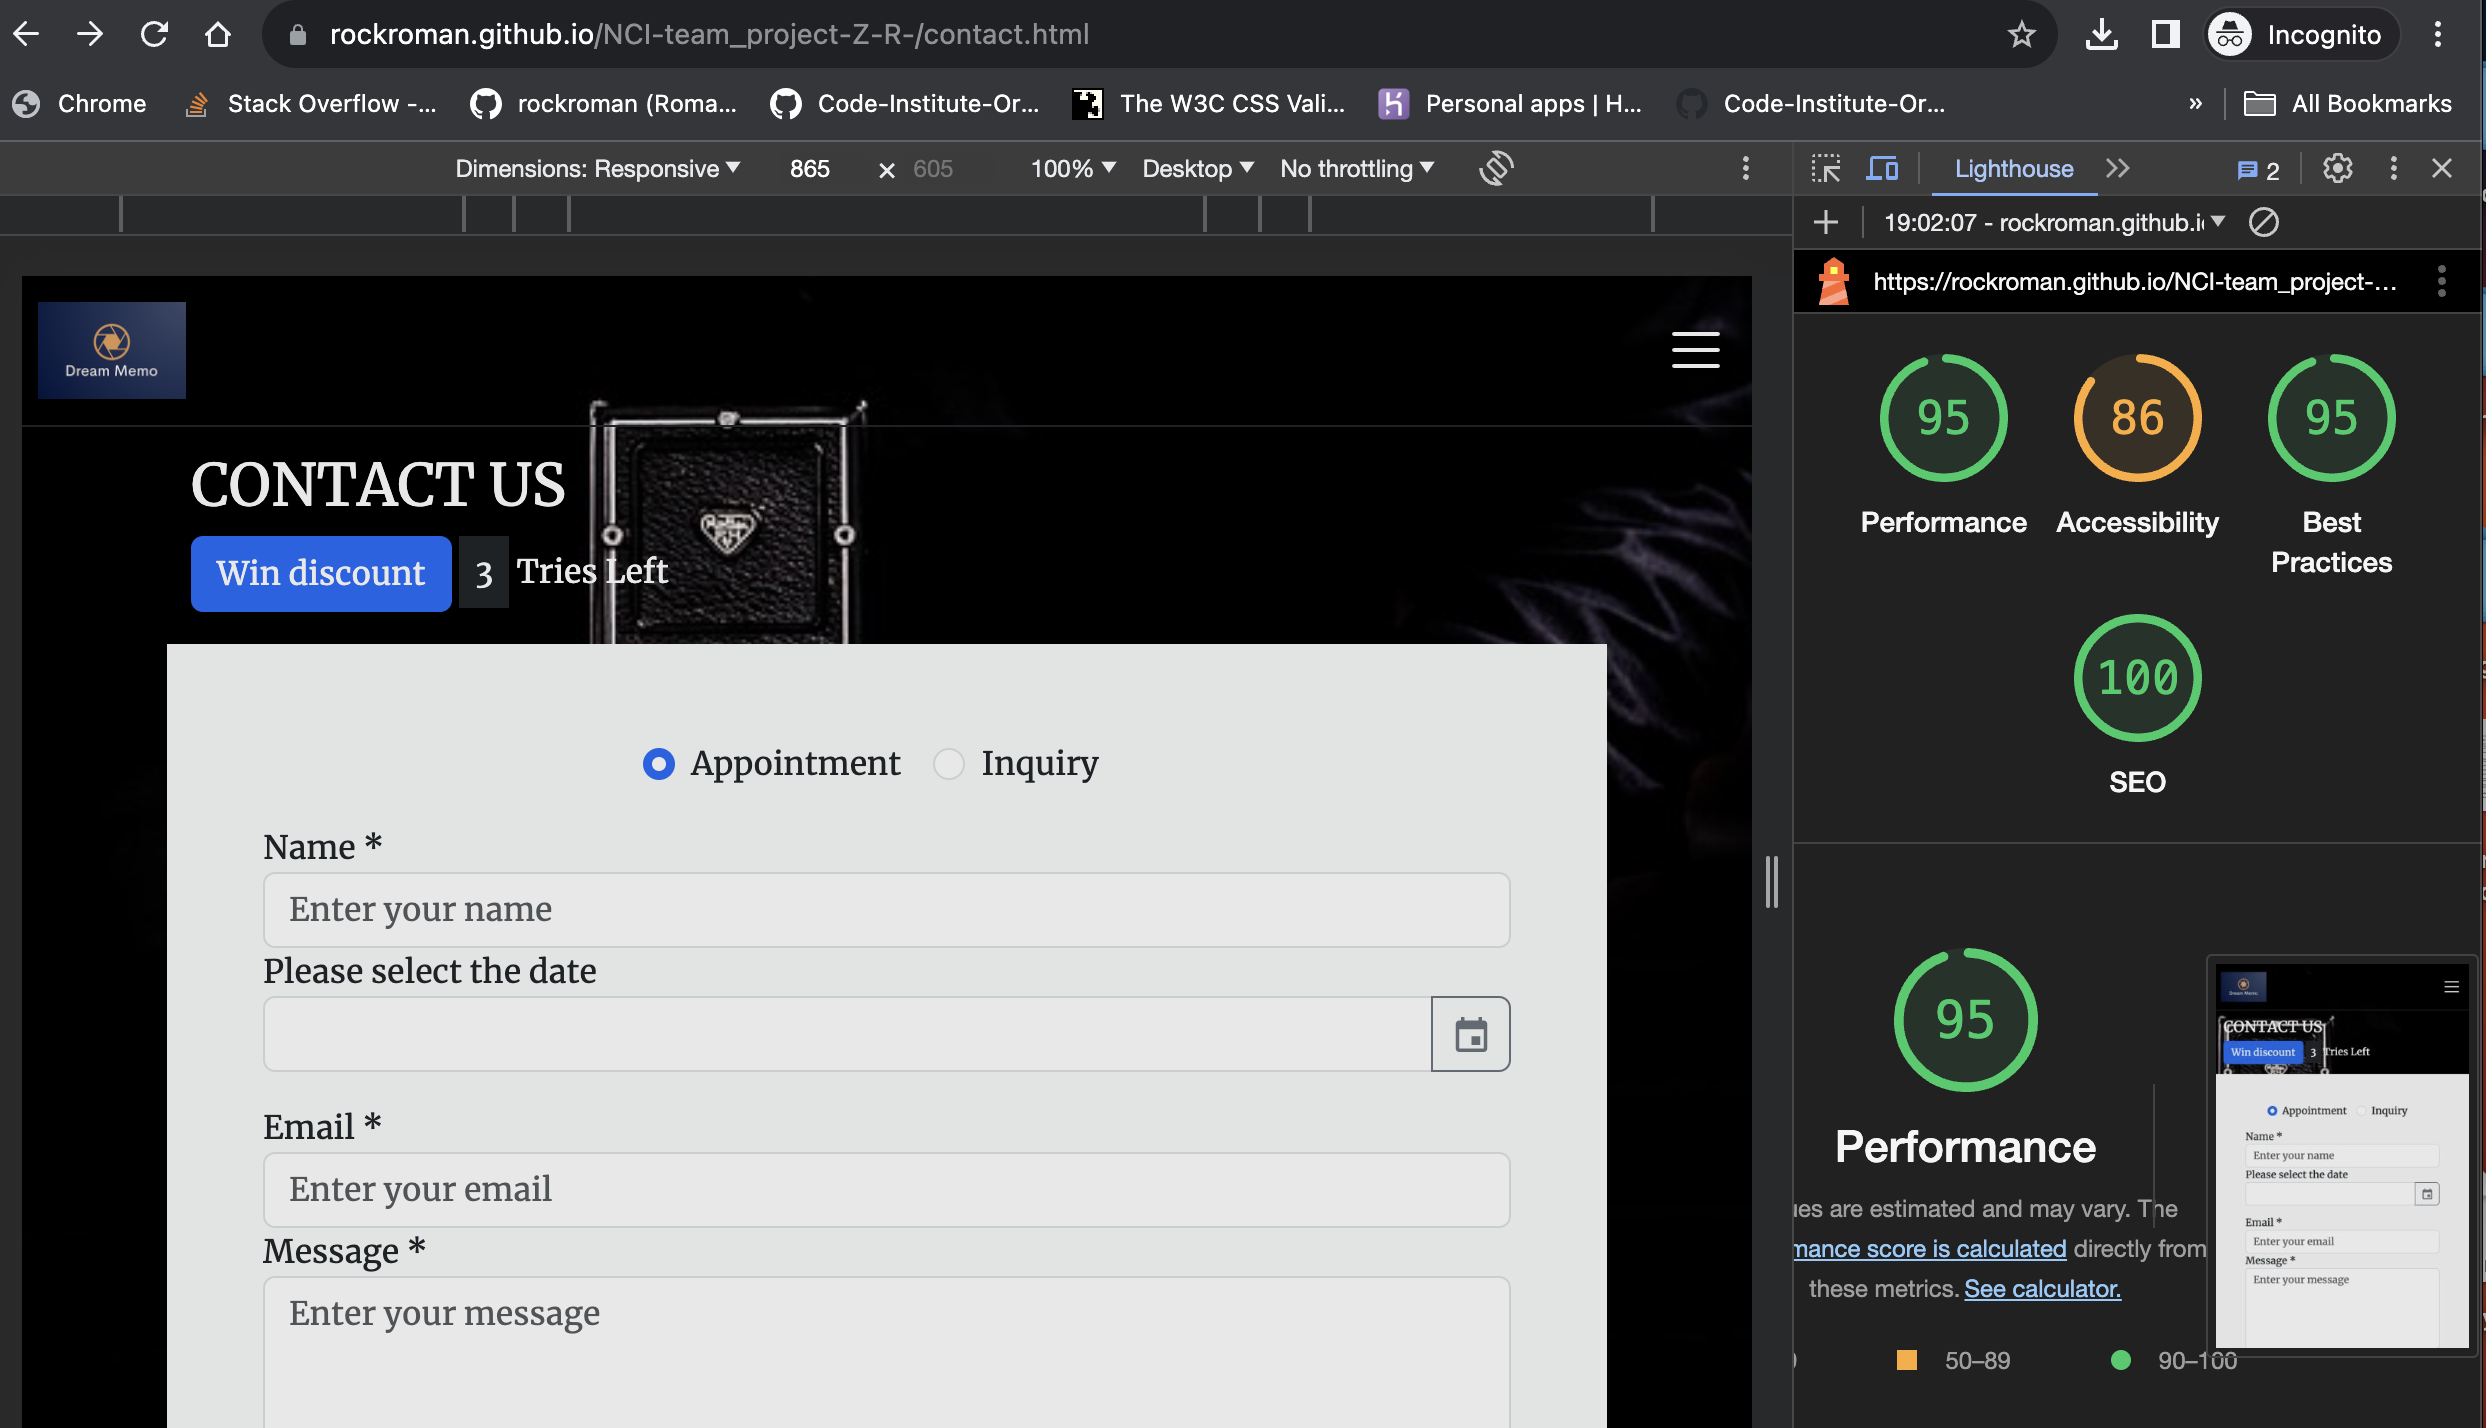 rockroman.github.io/NCI-team_project-Z-R-/contact.html
Incognito
Chrome
Stack Overflow -...
rockroman (Roma...
Code-Institute-Or...
The W3C CSS Vali...
Personal apps | H...
Code-Institute-Or...
»
All Bookmarks
Dimensions: Responsive
865
×
605
100%
Desktop
No throttling
Lighthouse
2
19:02:07 - rockroman.github.i
https://rockroman.github.io/NCI-team_project-...
Dream Memo
CONTACT US
Win discount
3
Tries Left
Appointment
Inquiry
Name *
Enter your name
Please select the date
Email *
Enter your email
Message *
Enter your message
95
Performance
86
Accessibility
95
Best
Practices
100
SEO
95
Performance
ues are estimated and may vary. The
mance score is calculated directly from
these metrics. See calculator.
50–89
90–100
Dream Memo
CONTACT US
Win discount
3
Tries Left
Appointment
Inquiry
Name *
Enter your name
Please select the date
Email *
Enter your email
Message *
Enter your message